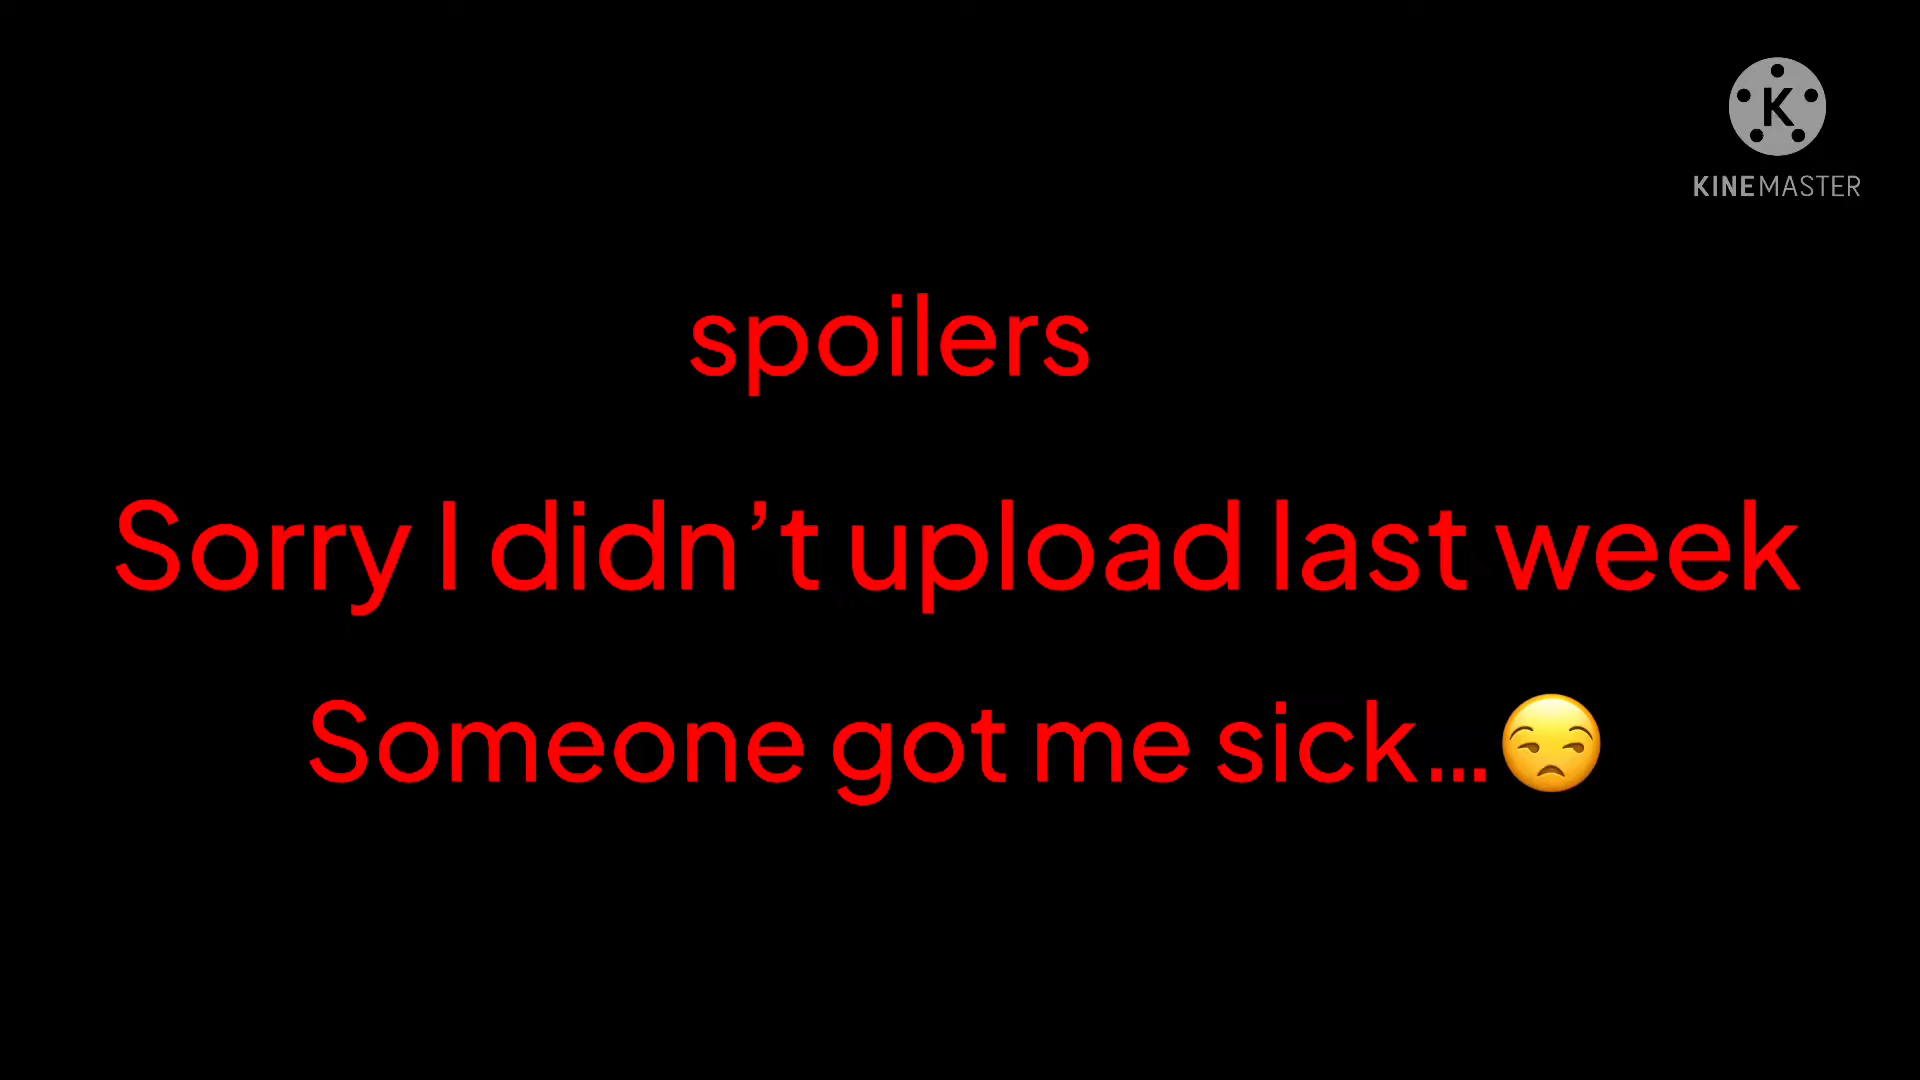 K
KINEMASTER
spoilers
Sorry I didn’t upload last week
Someone got me sick...😒